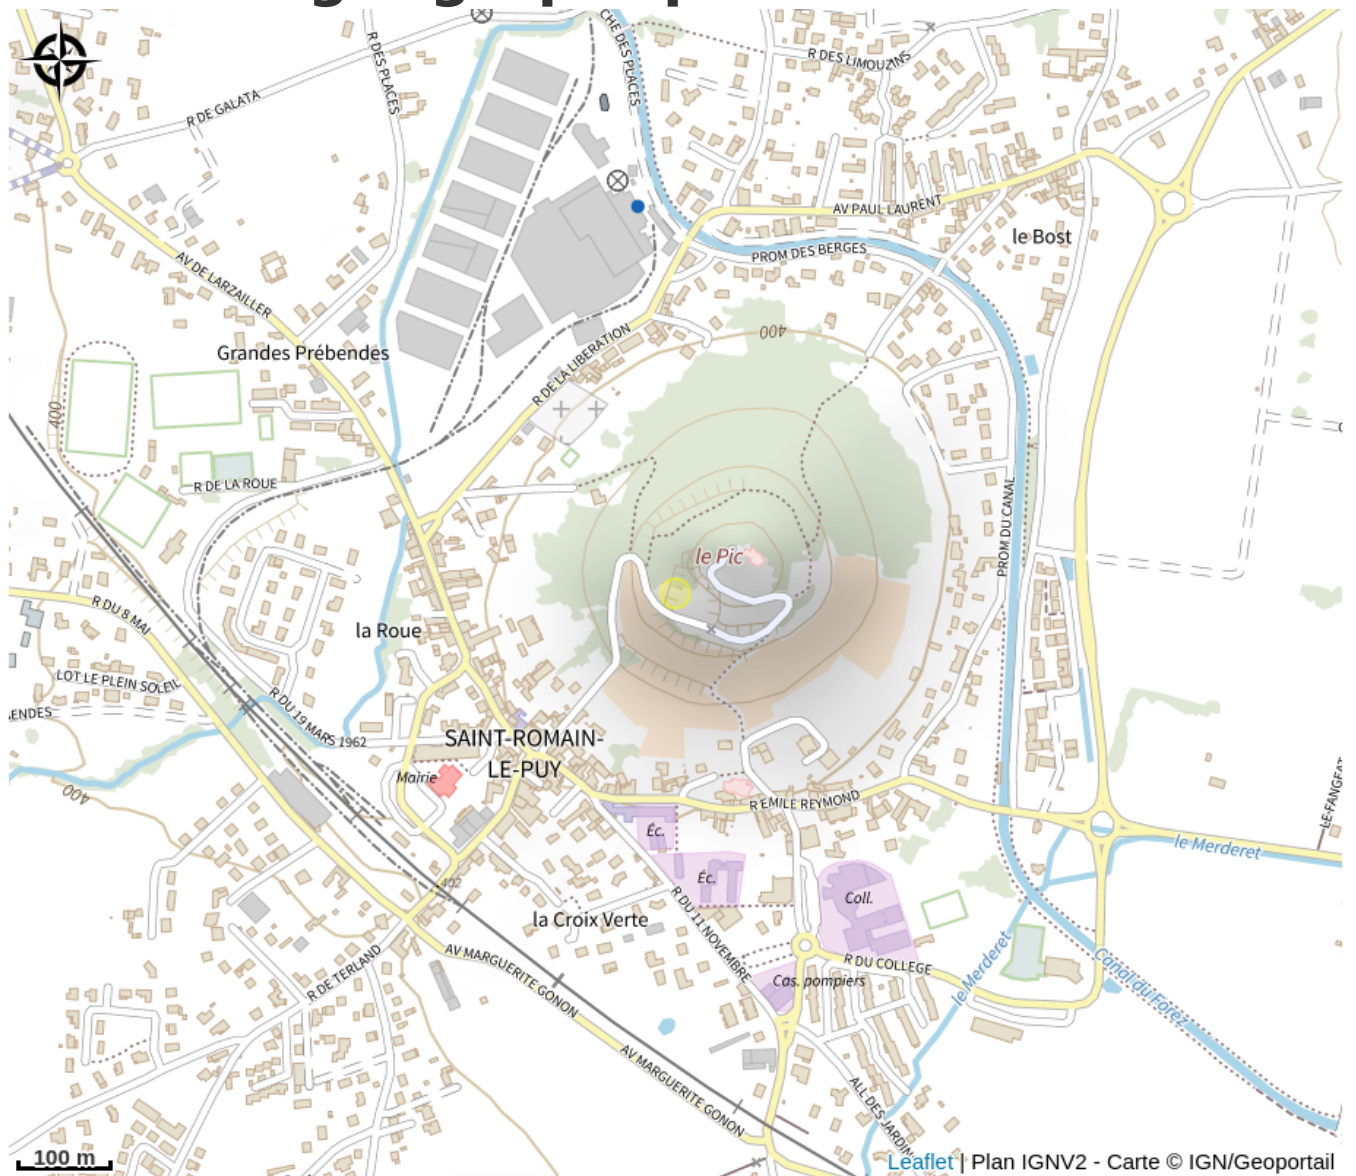 R DES PLACES
CHE DES PLACES
R DES LIMOUZINS
R DE GALATA
AV PAUL LAURENT
le Bost
PROM DES BERGES
AV DE LARZAILLER
400
Grandes Prébendes
R DE LA LIBERATION
400
R DE LA ROUE
PROM DU CANAL
le Pic
R DU 8 MAI
la Roue
LOT LE PLEIN SOLEIL
ENDES
R DU 19 MARS 1962
SAINT-ROMAIN-
LE-PUY
Mairie
400
R EMILE REYMOND
LE FANGEAT
Éc.
le Merderet
Éc.
402
Coll.
la Croix Verte
R DU 11 NOVEMBRE
AV MARGUERITE GONON
R DE TERLAND
R DU COLLEGE
le Merderet
Canal du Forez
Cas. pompiers
AV MARGUERITE GONON
ALL DES JARDIN
100 m
Leaflet | Plan IGNV2 - Carte © IGN/Geoportail